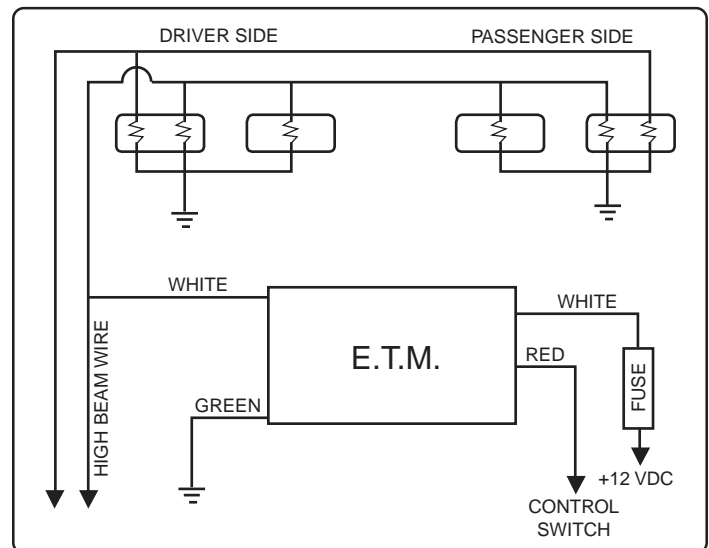 DRIVER SIDE
PASSENGER SIDE
WHITE
WHITE
E.T.M.
RED
FUSE
GREEN
HIGH BEAM WIRE
+12 VDC
CONTROL
SWITCH